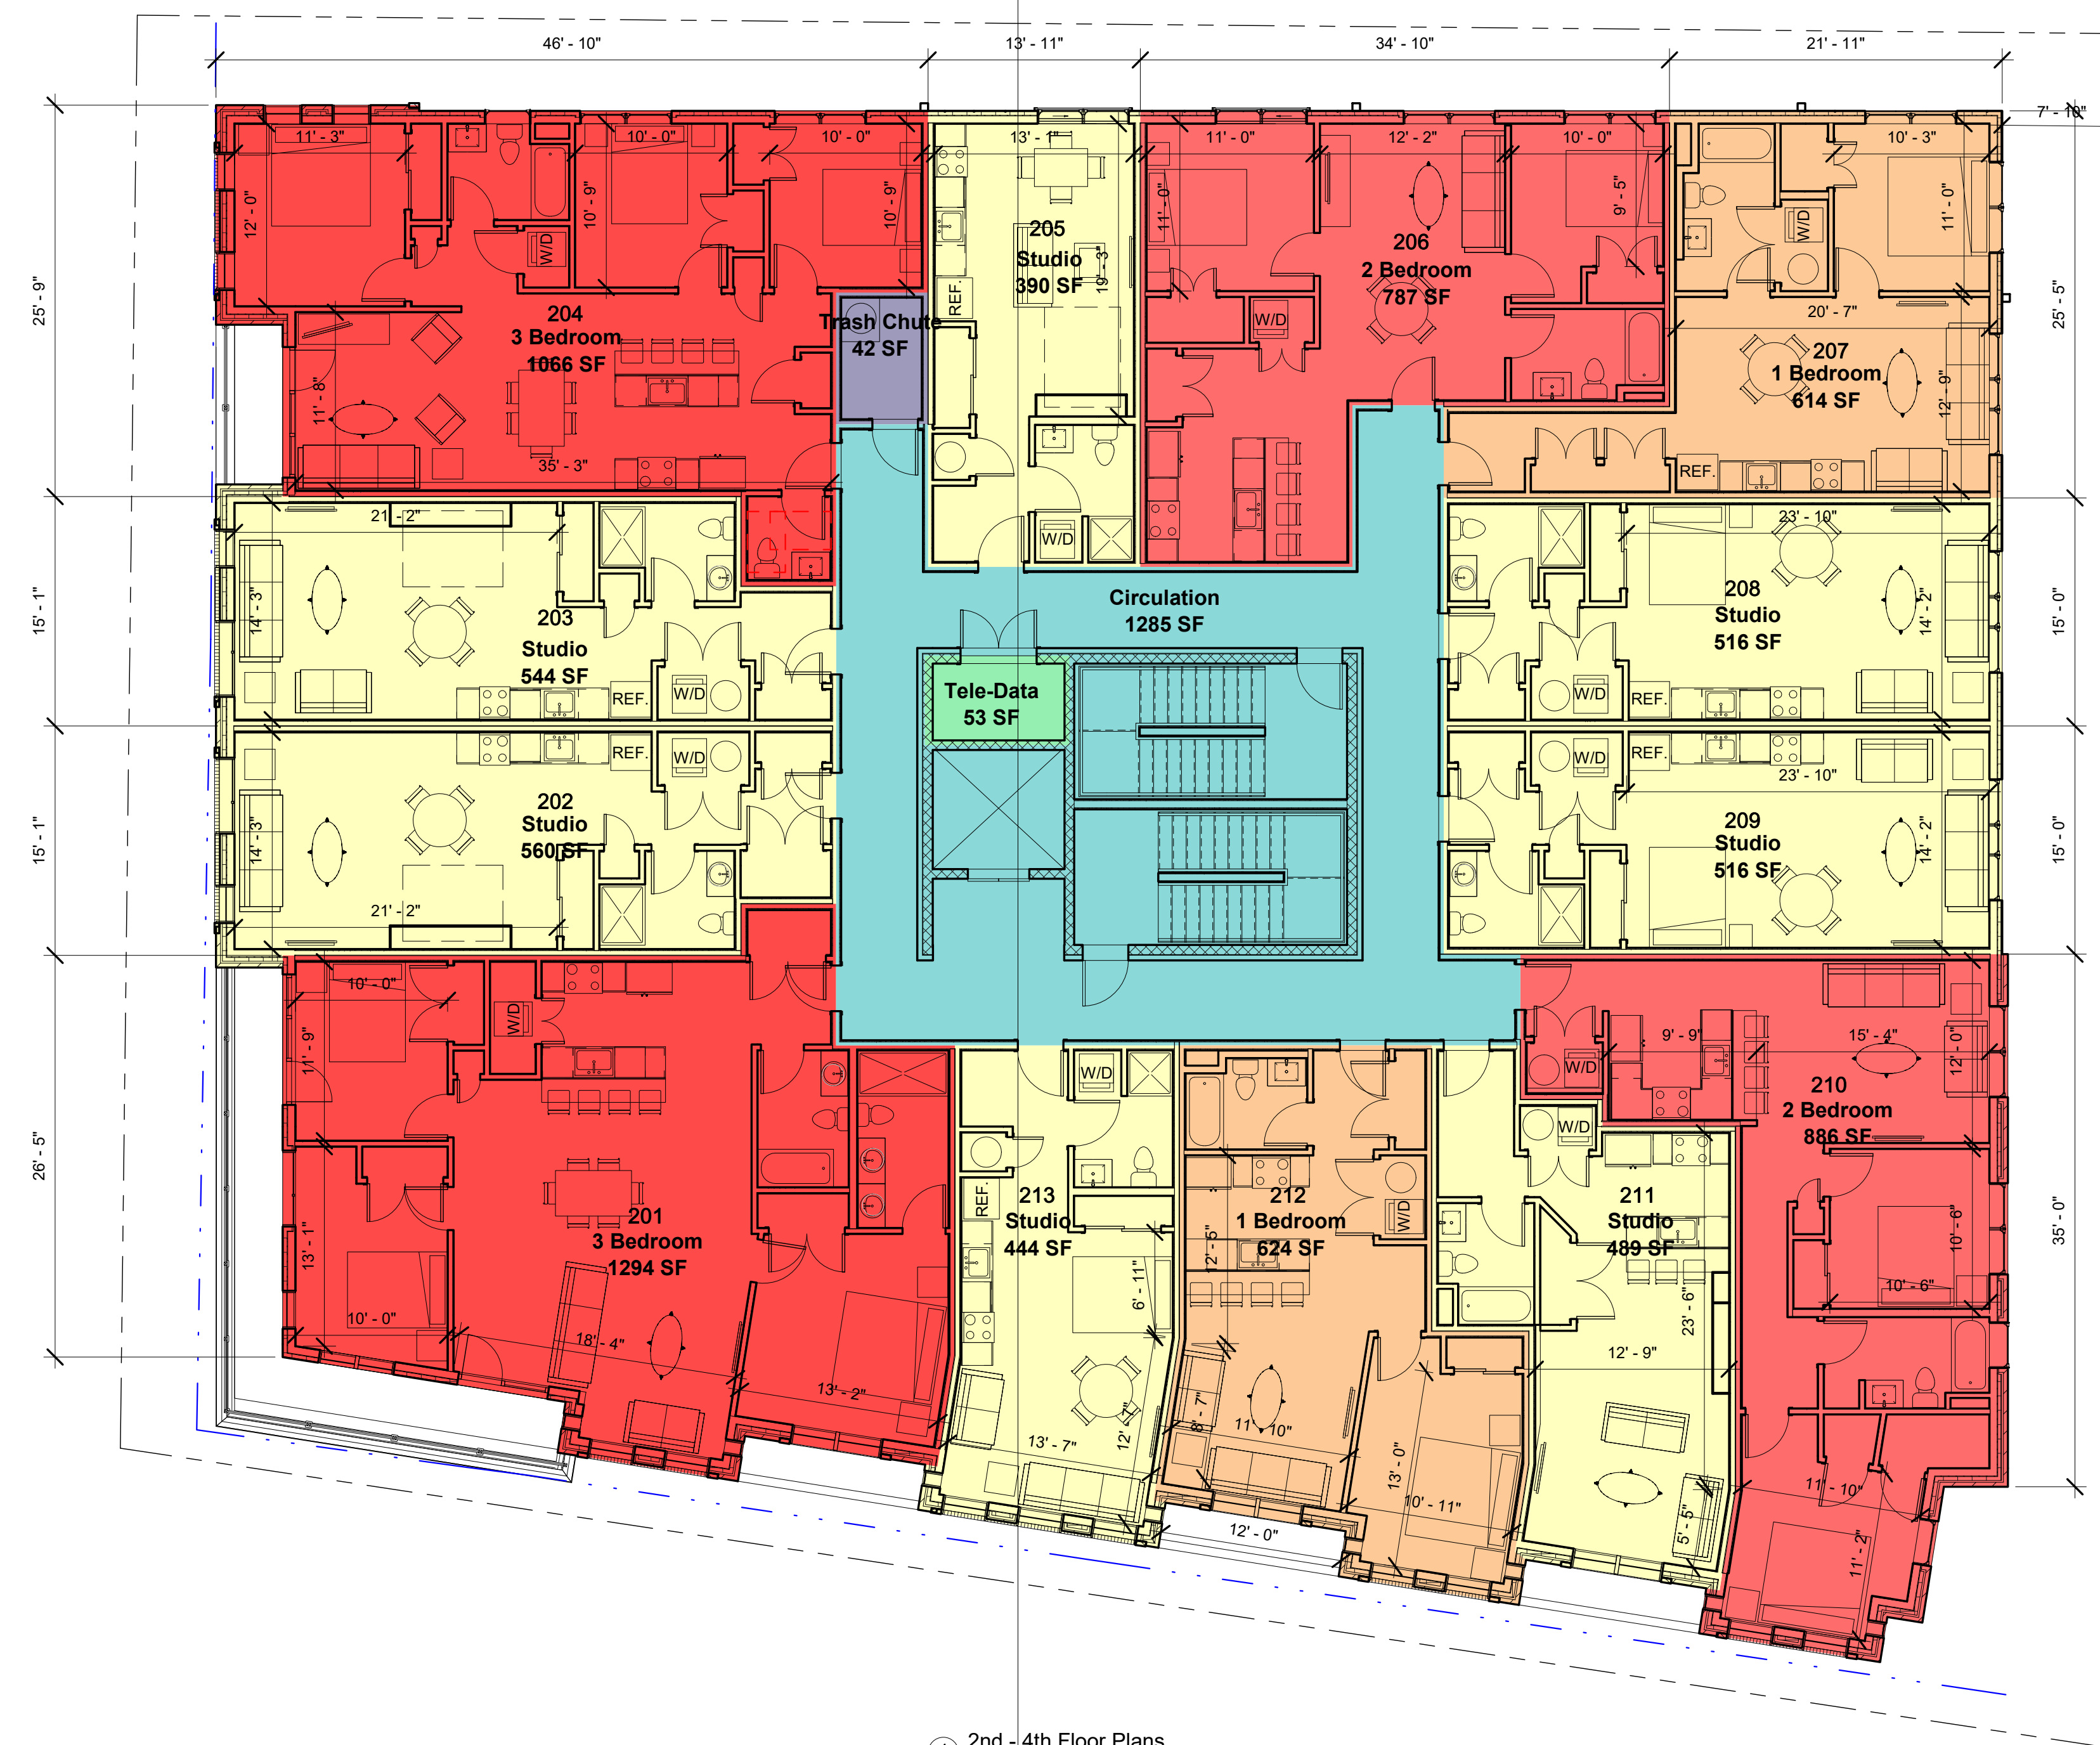 46' - 10"
13' - 11"
34' - 10"
21' - 11"
7' - 10"
11' - 3"
10' - 0"
10' - 0"
13' - 1"
11' - 0"
12' - 2"
10' - 0"
10' - 3"
12' - 0"
10' - 9"
10' - 9"
19' - 3"
11' - 0"
9' - 5"
11' - 0"
W/D
W/D
25' - 9"
25' - 5"
204
3 Bedroom
1066 SF
11' - 8"
35' - 3"
Trash Chute
42 SF
205
Studio
390 SF
REF.
W/D
206
2 Bedroom
787 SF
W/D
20' - 7"
207
1 Bedroom
614 SF
12' - 9"
REF.
21' - 2"
14' - 3"
203
Studio
544 SF
REF.
W/D
15' - 1"
Circulation
1285 SF
Tele-Data
53 SF
23' - 10"
208
Studio
516 SF
14' - 2"
W/D
REF.
15' - 0"
REF.
W/D
202
Studio
560 SF
14' - 3"
21' - 2"
15' - 1"
W/D
REF.
23' - 10"
209
Studio
516 SF
14' - 2"
15' - 0"
10' - 0"
11' - 9"
W/D
26' - 5"
13' - 1"
10' - 0"
201
3 Bedroom
1294 SF
18' - 4"
13' - 2"
W/D
REF.
213
Studio
444 SF
6' - 11"
12' - 7"
13' - 7"
212
1 Bedroom
624 SF
W/D
12' - 5"
8' - 7"
11' - 10"
13' - 0"
10' - 11"
12' - 0"
W/D
211
Studio
489 SF
23' - 6"
12' - 9"
5' - 5"
W/D
9' - 9"
15' - 4"
12' - 0"
210
2 Bedroom
886 SF
10' - 6"
10' - 6"
11' - 10"
11' - 2"
35' - 0"
2nd - 4th Floor Plans